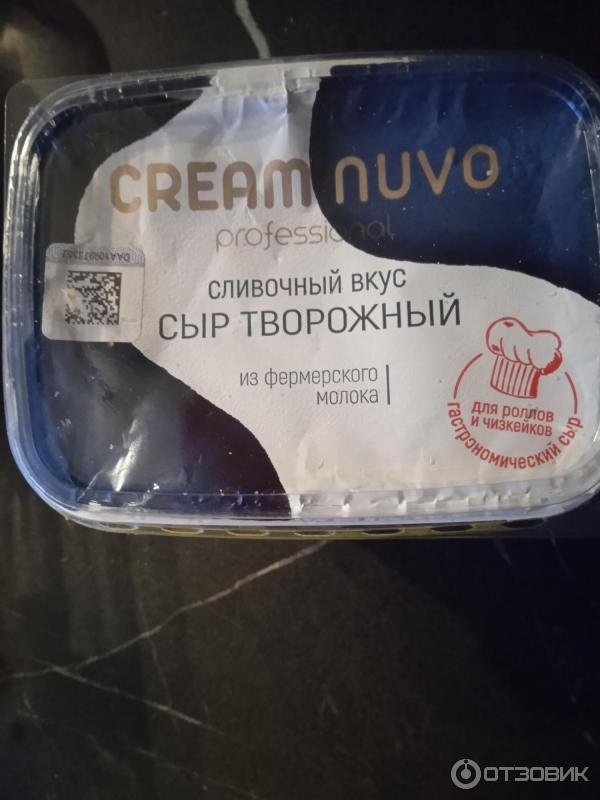 CREAM NUVO
professional
сливочный вкус
СЫР ТВОРОЖНЫЙ
из фермерского
молока
для роллов
и чизкейков
гастрономический сыр
ОТЗОВИК